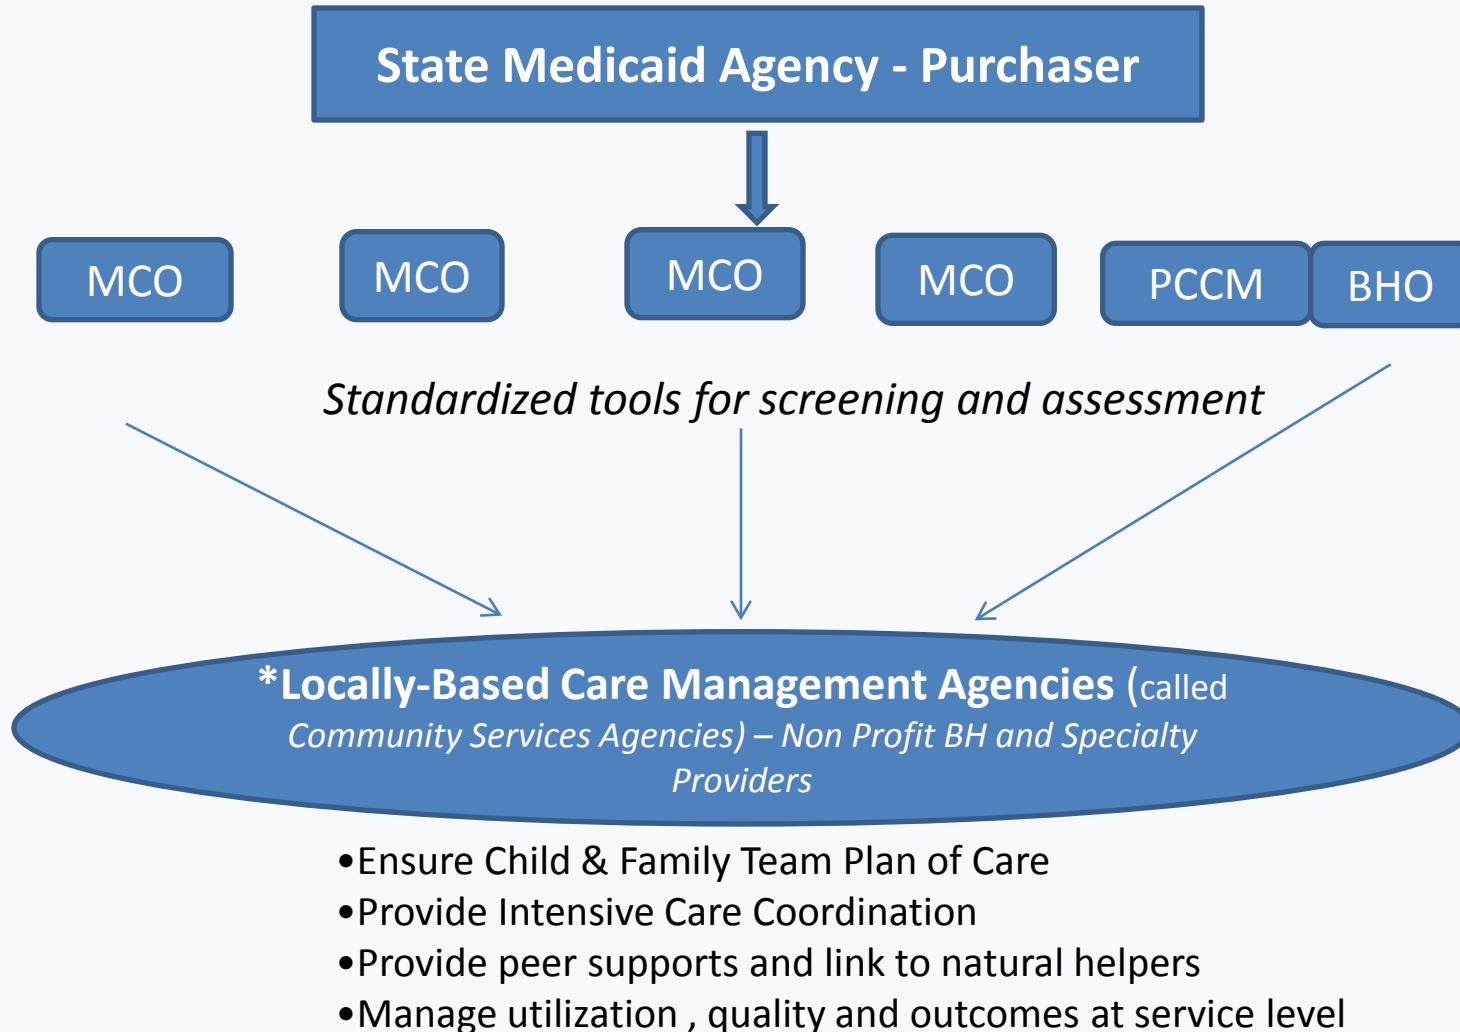 State Medicaid Agency - Purchaser
MCO MCO MCO MCO PCCM BHO
Standardized tools for screening and assessment
*Locally-Based Care Management Agencies (called
Community Services Agencies) – Non Profit BH and Specialty
Providers
•Ensure Child & Family Team Plan of Care
•Provide Intensive Care Coordination
•Provide peer supports and link to natural helpers
•Manage utilization , quality and outcomes at service level